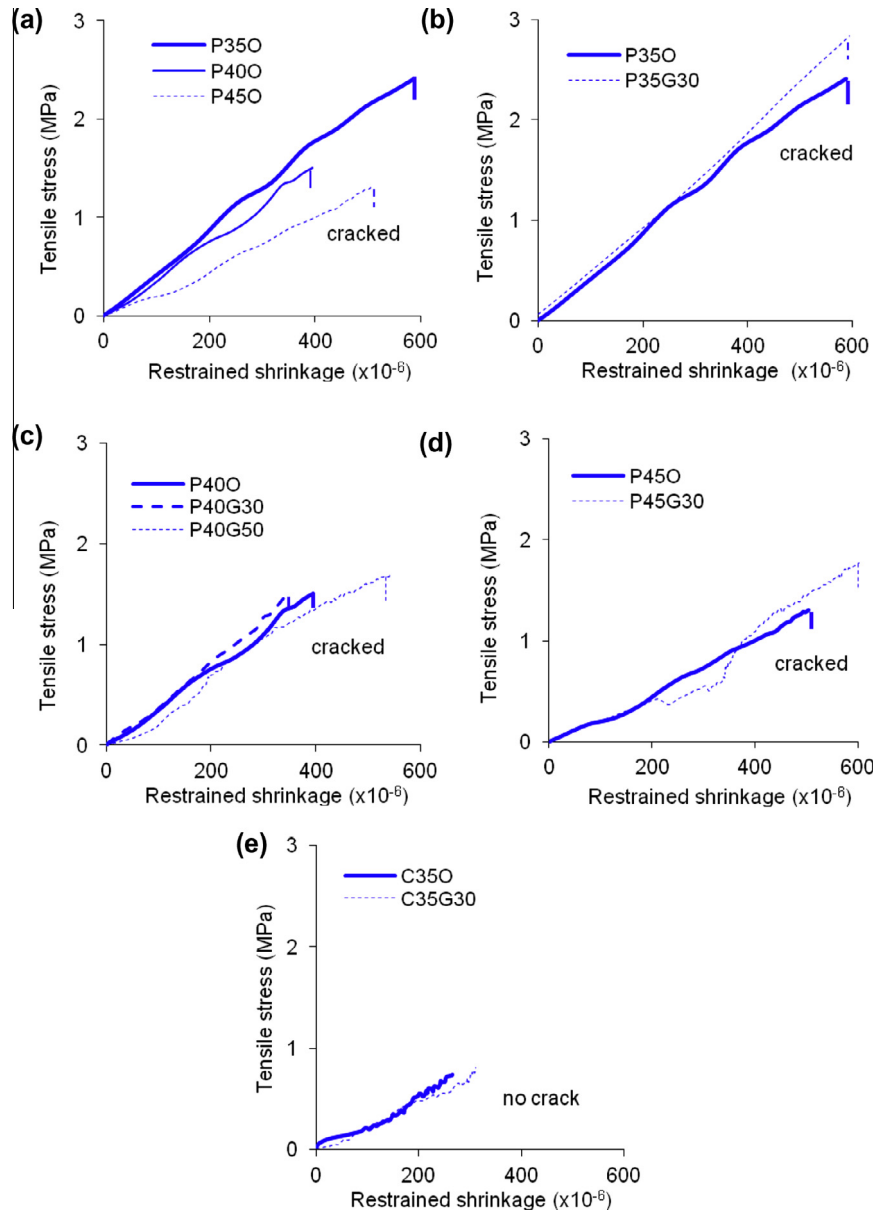 (a)
P35O
P40O
P45O
3
2
1
0
Tensile stress (MPa)
cracked
0
200
400
600
Restrained shrinkage (x10⁻⁶)
(b)
P35O
P35G30
3
2
1
0
Tensile stress (MPa)
cracked
0
200
400
600
Restrained shrinkage (x10⁻⁶)
(c)
P40O
P40G30
P40G50
3
2
1
0
Tensile stress (MPa)
cracked
0
200
400
600
Restrained shrinkage (x10⁻⁶)
(d)
P45O
P45G30
3
2
1
0
Tensile stress (MPa)
cracked
0
200
400
600
Restrained shrinkage (x10⁻⁶)
(e)
C35O
C35G30
3
2
1
0
Tensile stress (MPa)
no crack
0
200
400
600
Restrained shrinkage (x10⁻⁶)